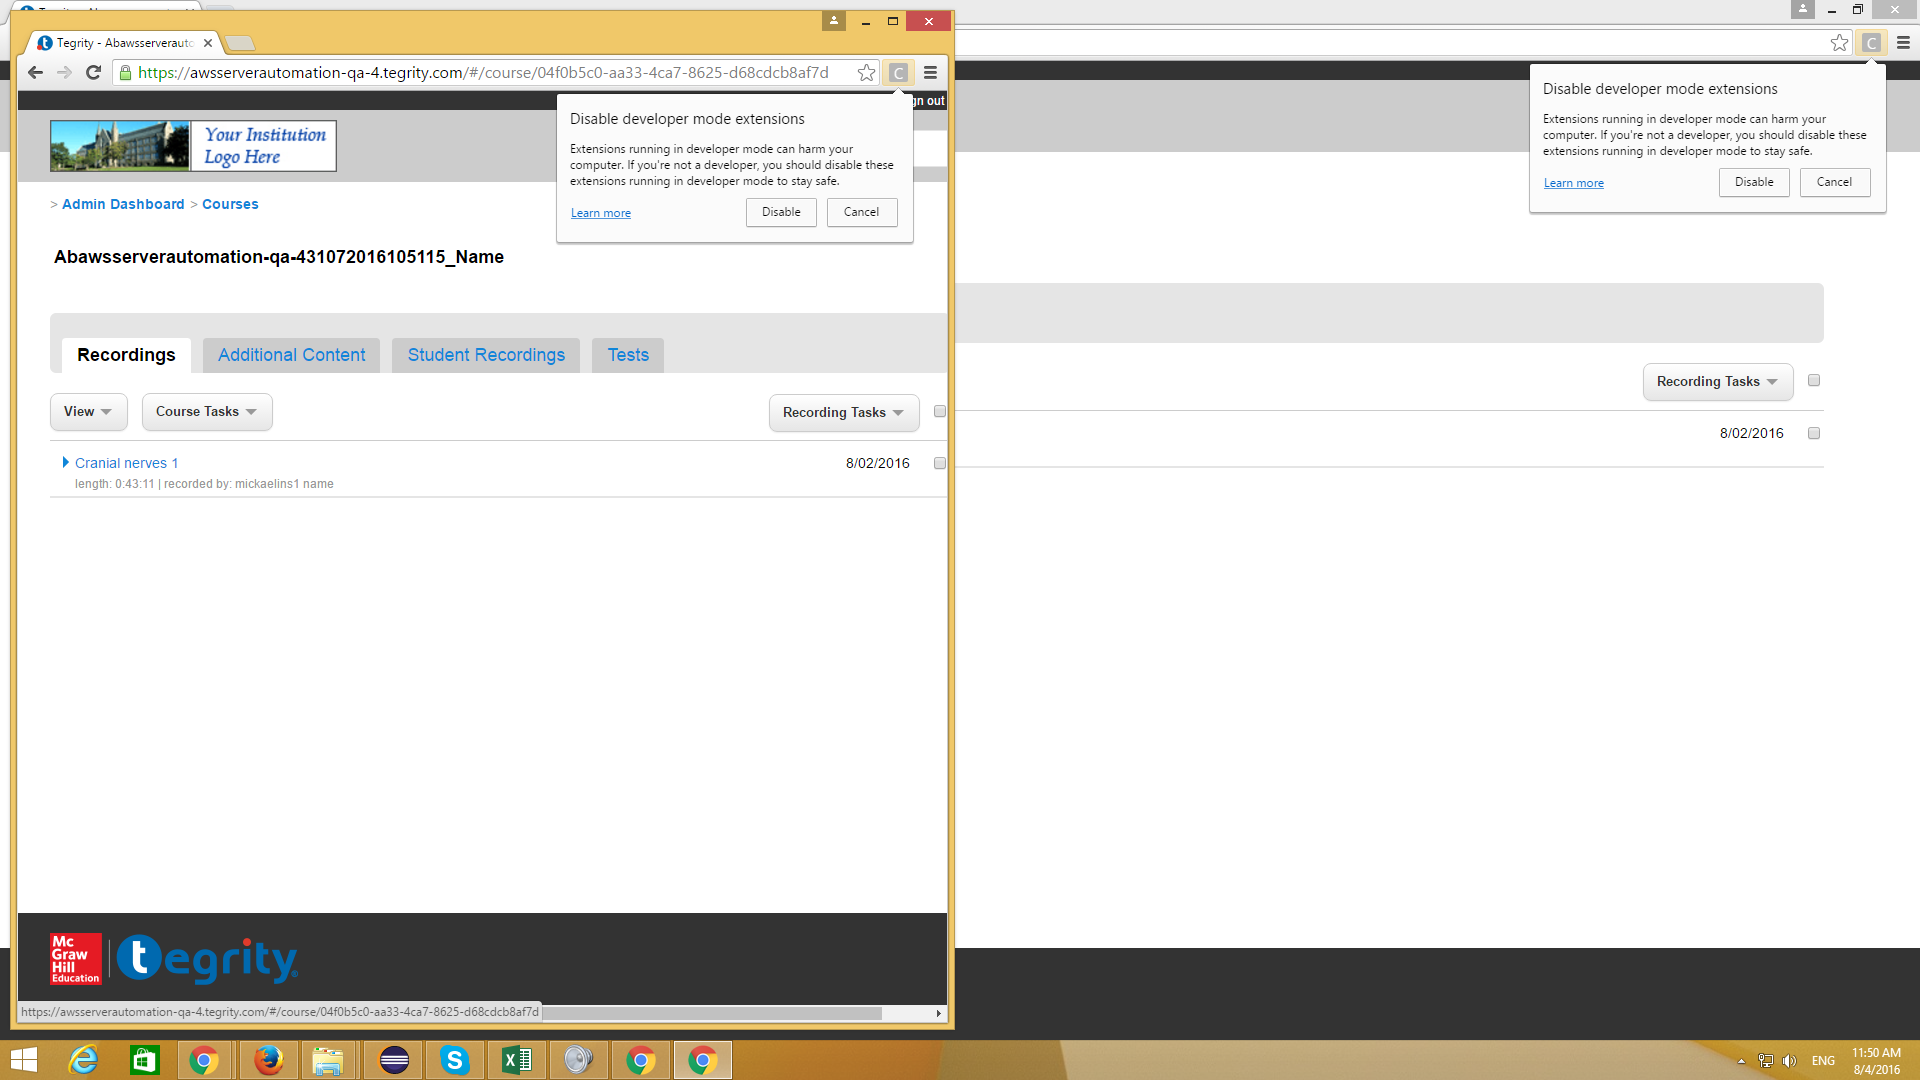 Tegrity - Abawsserverauto
https://awsserverautomation-qa-4.tegrity.com/#/course/04f0b5c0-aa33-4ca7-8625-d68cdcb8af7d
C
gn out
Your Institution
Logo Here
Disable developer mode extensions
Extensions running in developer mode can harm your
computer. If you're not a developer, you should disable these
extensions running in developer mode to stay safe.
Learn more
Disable
Cancel
> Admin Dashboard > Courses
Abawsserverautomation-qa-431072016105115_Name
Recordings
Additional Content
Student Recordings
Tests
View
Course Tasks
Recording Tasks
Cranial nerves 1
8/02/2016
length: 0:43:11 | recorded by: mickaelins1 name
Mc
Graw
Hill
Education
tegrity
https://awsserverautomation-qa-4.tegrity.com/#/course/04f0b5c0-aa33-4ca7-8625-d68cdcb8af7d
C
Disable developer mode extensions
Extensions running in developer mode can harm your
computer. If you're not a developer, you should disable these
extensions running in developer mode to stay safe.
Learn more
Disable
Cancel
Recording Tasks
8/02/2016
ENG
11:50 AM
8/4/2016